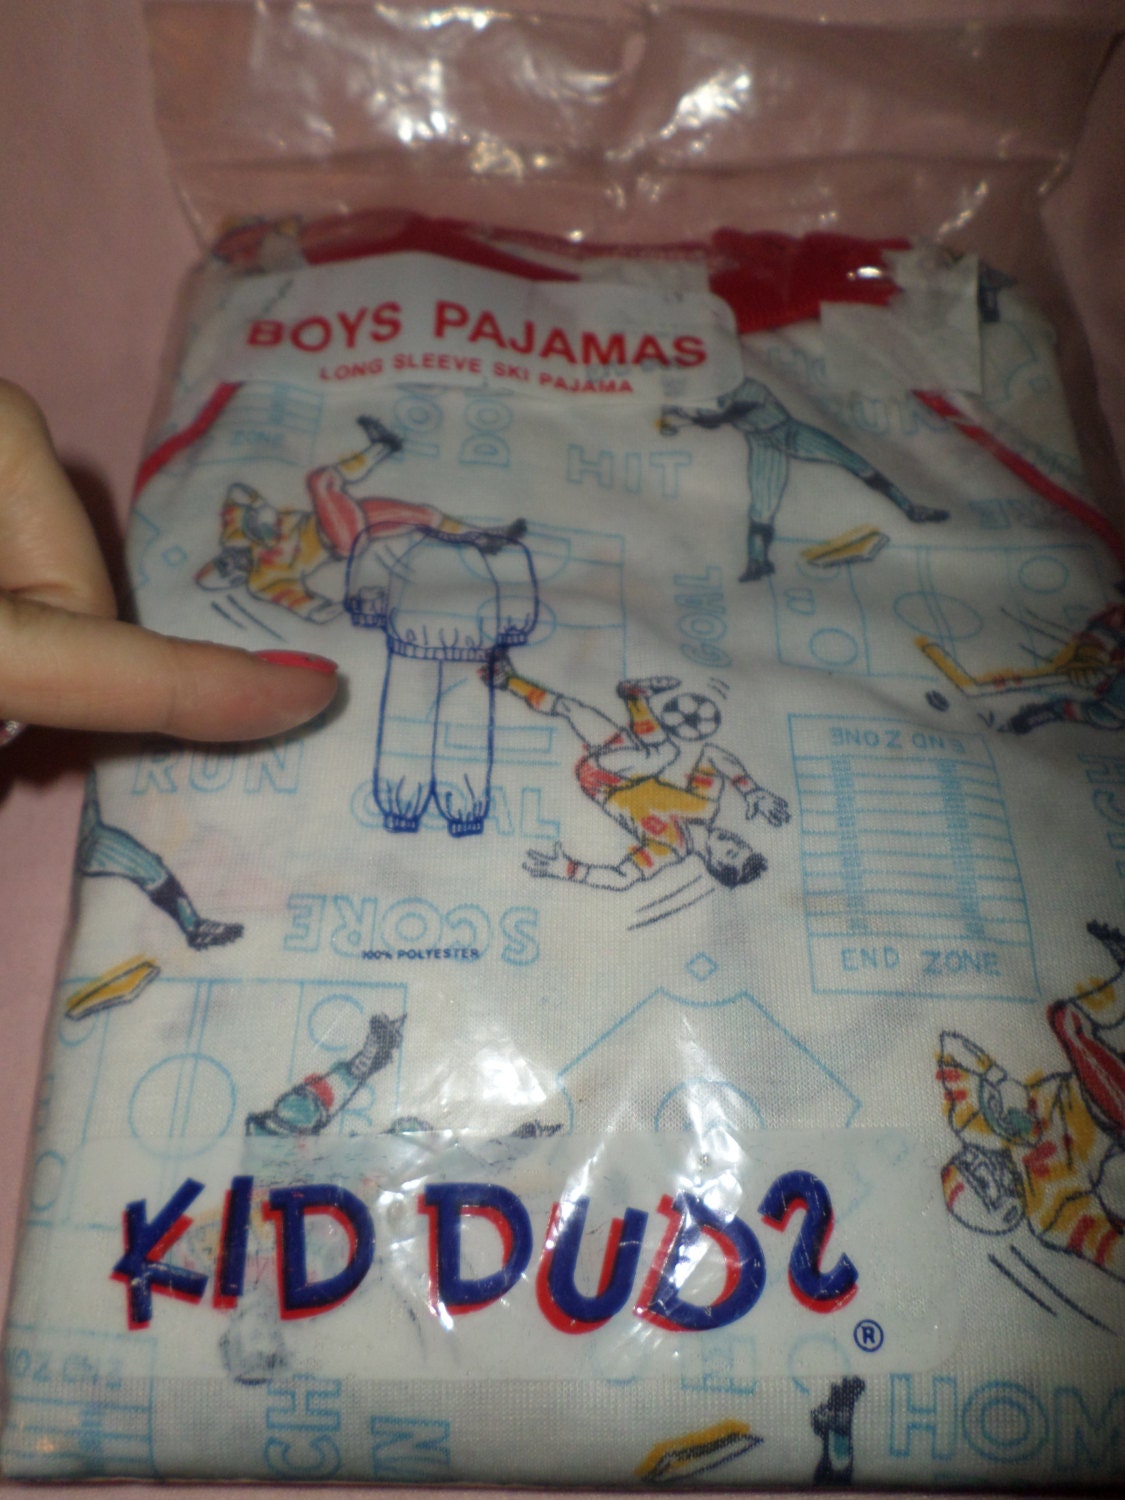 BOYS PAJAMAS
LONG SLEEVE SKI PAJAMA
HIT
GOAL
RUN
GOAL
END ZONE
SCORE
100% POLYESTER
END ZONE
KID DUDS
®
HOM